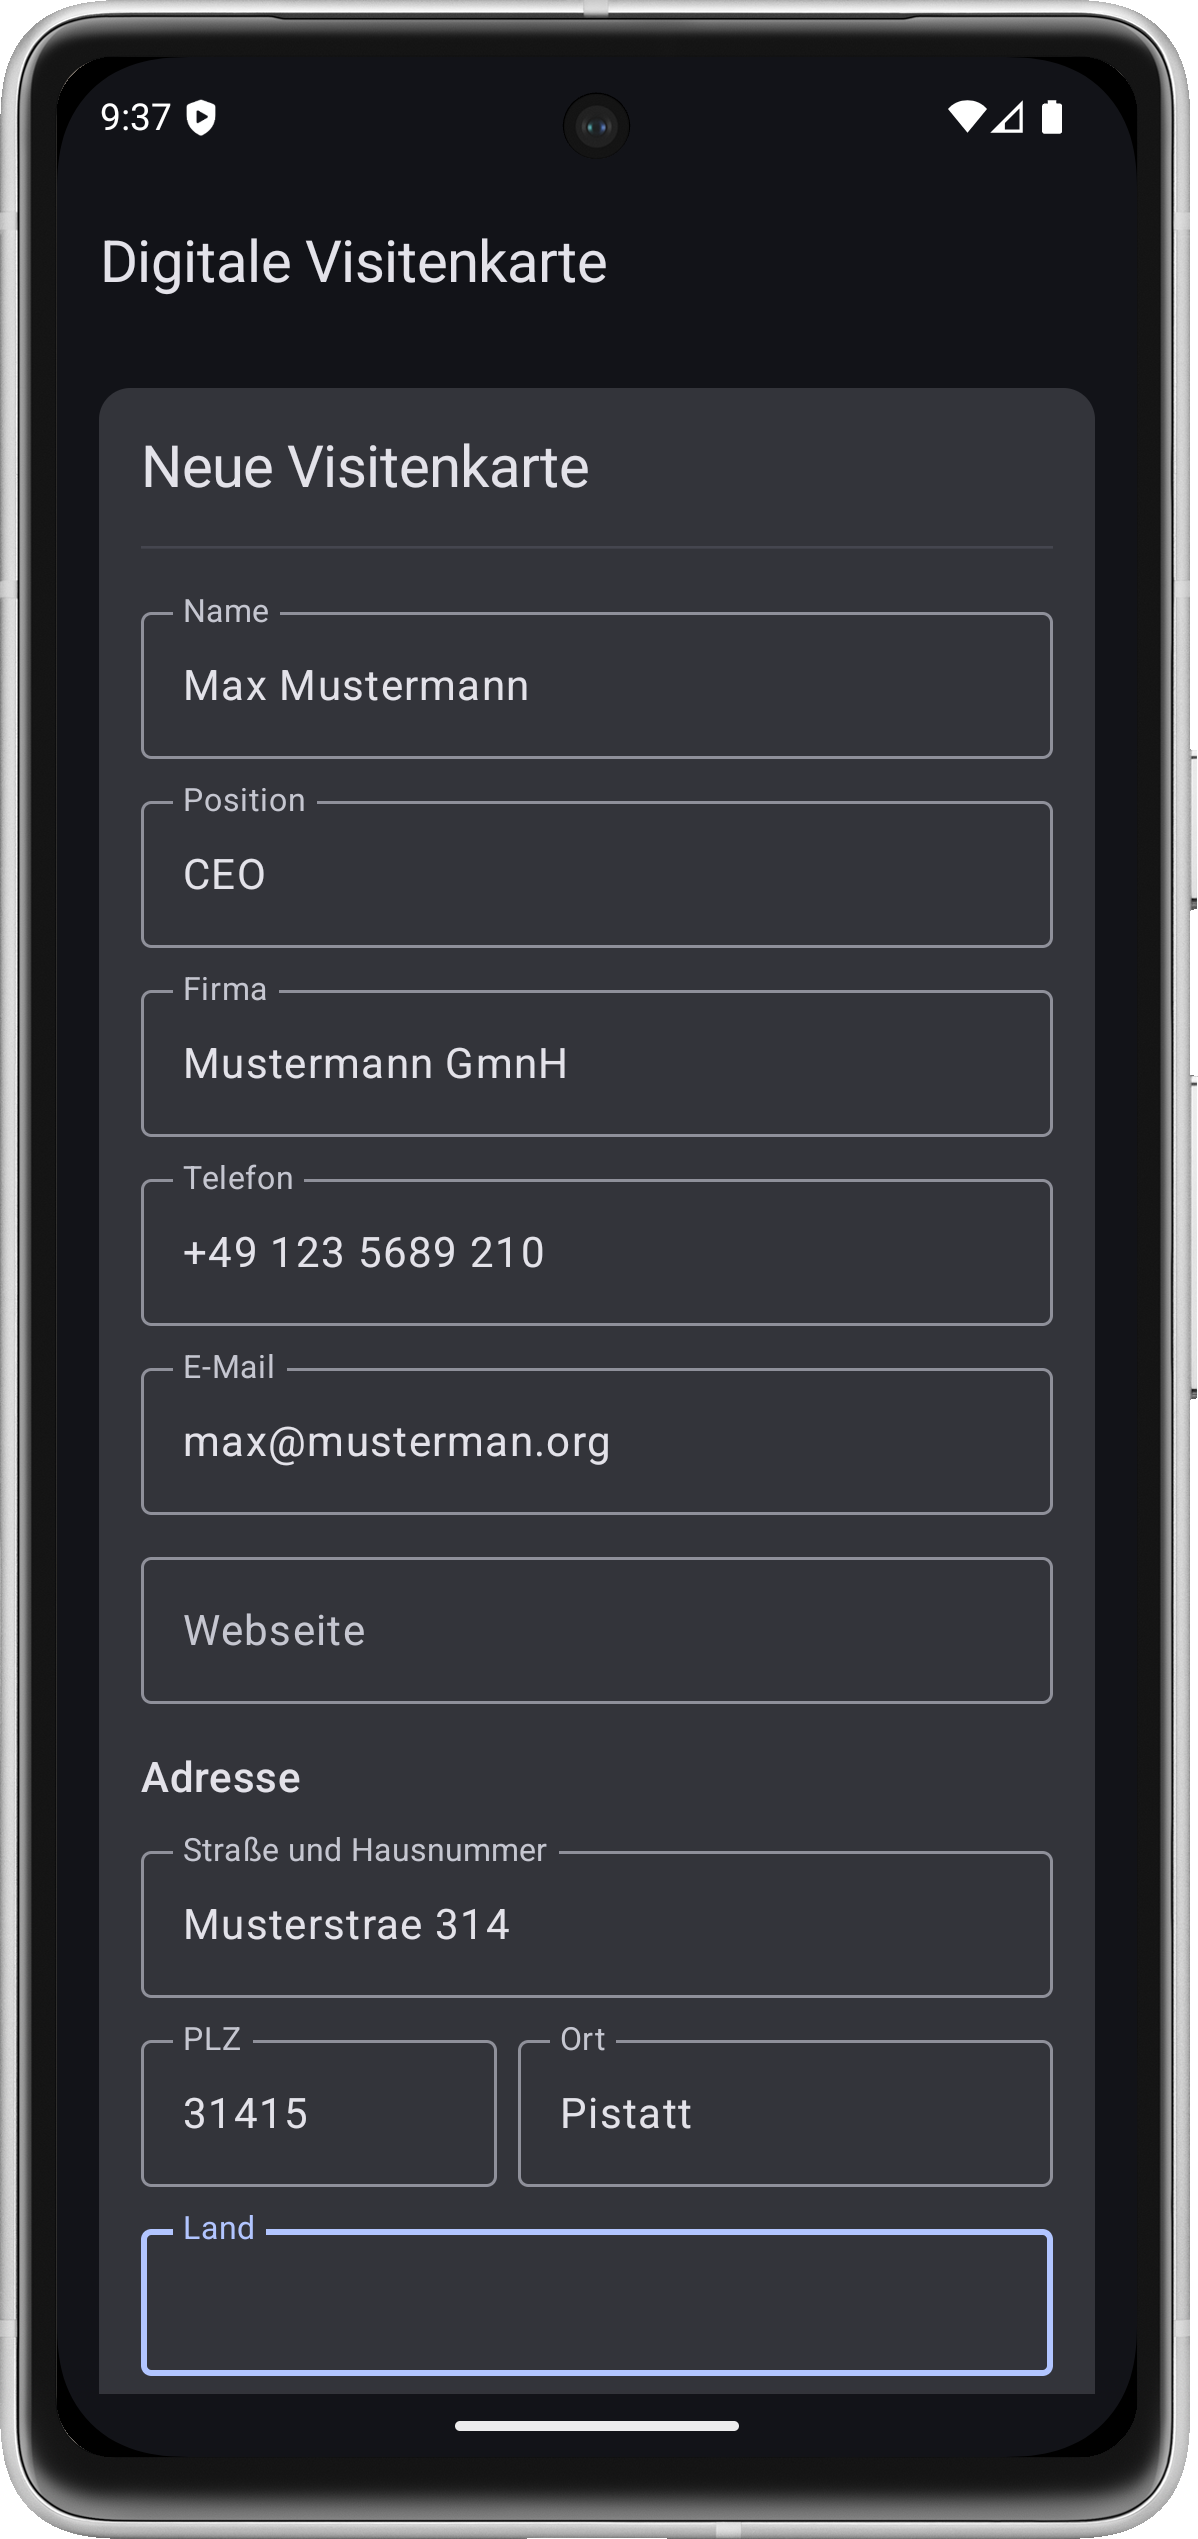 9:37
Digitale Visitenkarte
Neue Visitenkarte
Name
Max Mustermann
Position
CEO
Firma
Mustermann GmnH
Telefon
+49 123 5689 210
E-Mail
max@musterman.org
Webseite
Adresse
Straße und Hausnummer
Musterstrae 314
PLZ
31415
Ort
Pistatt
Land